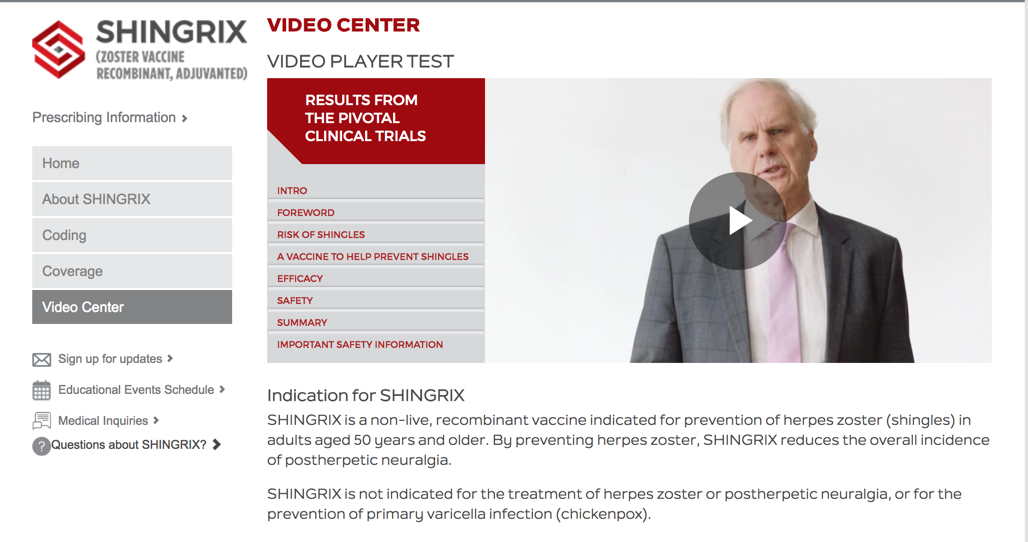 SHINGRIX
(ZOSTER VACCINE
RECOMBINANT, ADJUVANTED)
Prescribing Information
Home
About SHINGRIX
Coding
Coverage
Video Center
Sign up for updates
Educational Events Schedule
Medical Inquiries
? Questions about SHINGRIX?
VIDEO CENTER
VIDEO PLAYER TEST
RESULTS FROM
THE PIVOTAL
CLINICAL TRIALS
INTRO
FOREWORD
RISK OF SHINGLES
A VACCINE TO HELP PREVENT SHINGLES
EFFICACY
SAFETY
SUMMARY
IMPORTANT SAFETY INFORMATION
Indication for SHINGRIX
SHINGRIX is a non-live, recombinant vaccine indicated for prevention of herpes zoster (shingles) in
adults aged 50 years and older. By preventing herpes zoster, SHINGRIX reduces the overall incidence
of postherpetic neuralgia.
SHINGRIX is not indicated for the treatment of herpes zoster or postherpetic neuralgia, or for the
prevention of primary varicella infection (chickenpox).